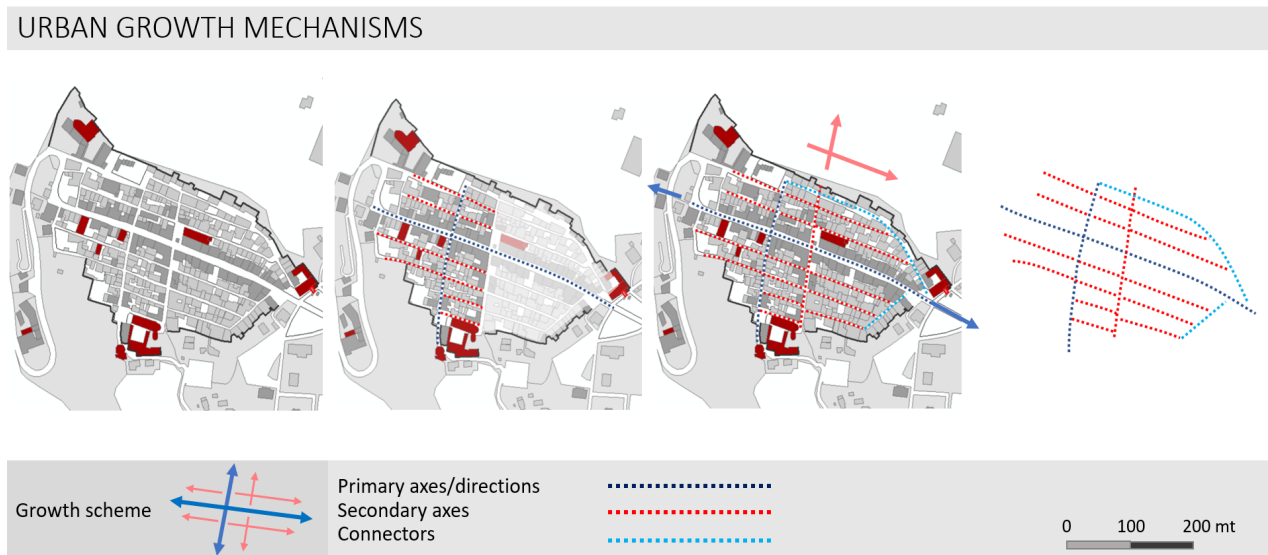 URBAN GROWTH MECHANISMS
Growth scheme
Primary axes/directions
Secondary axes
Connectors
0 100 200 mt